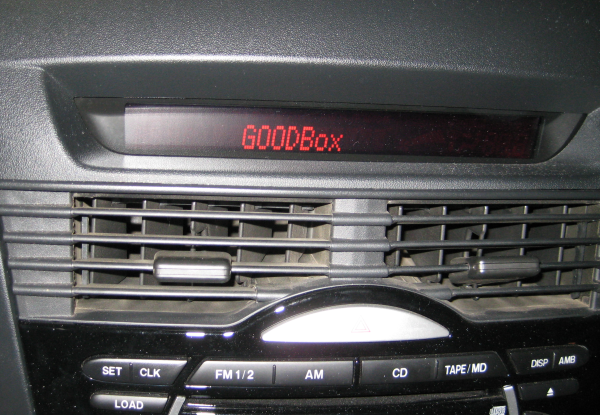 GOODBox
SET CLK FM 1/2 AM CD TAPE/MD DISP AMB
LOAD